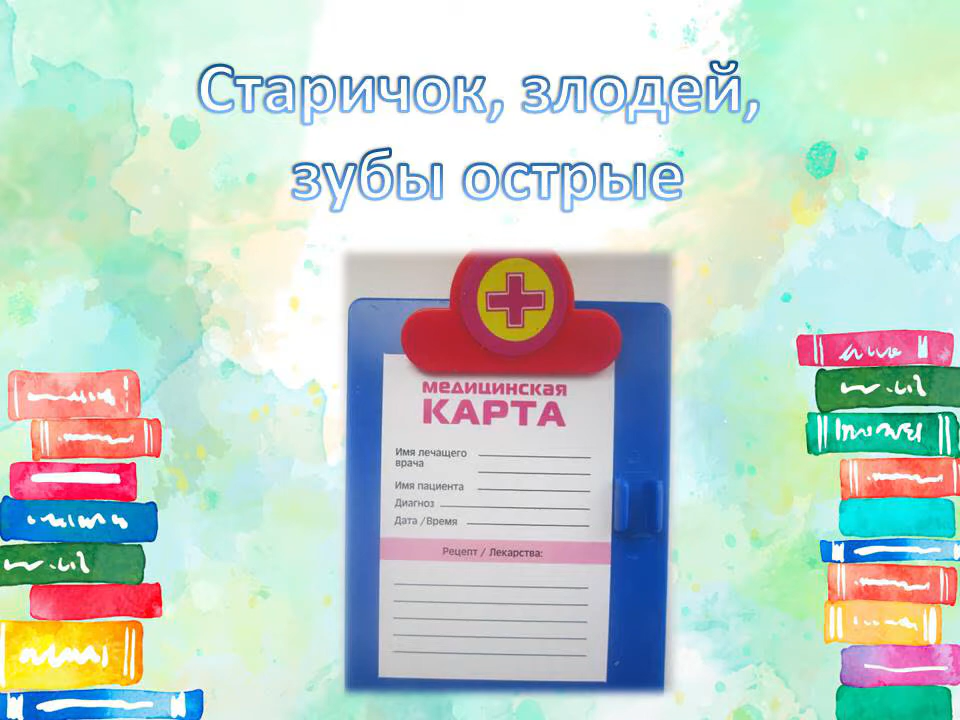 Старичок, злодей,
зубы острые
медицинская
КАРТА
Имя лечащего
врача
Имя пациента
Диагноз
Дата /Время
Рецепт / Лекарства: